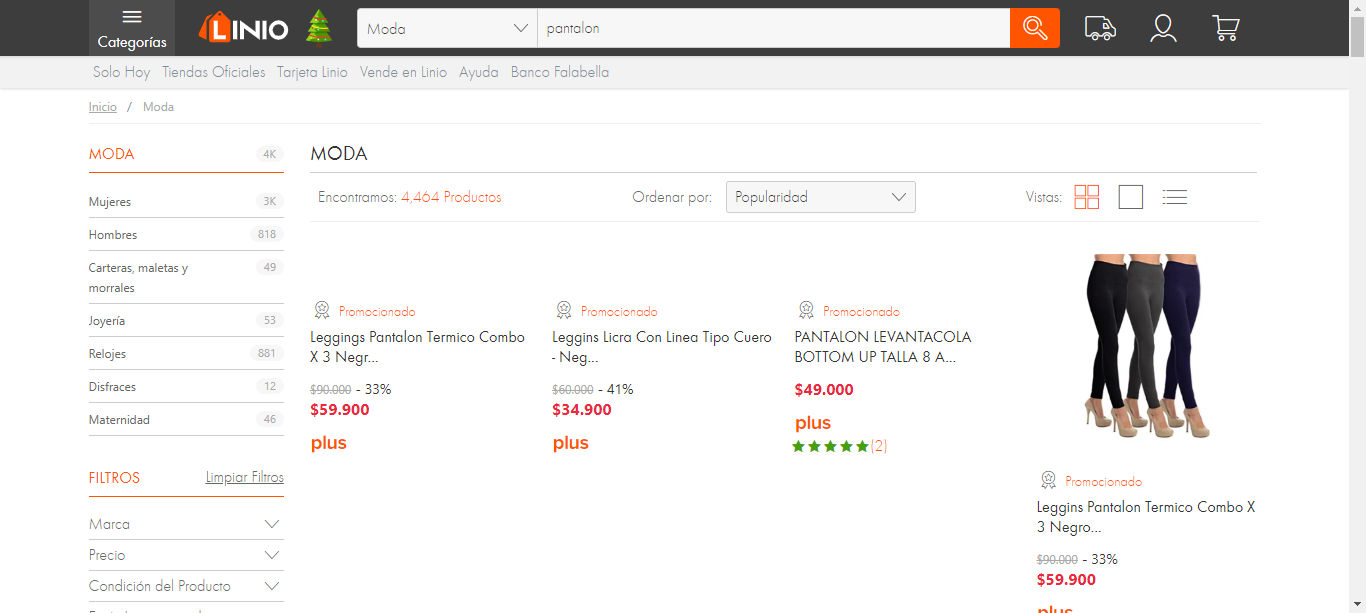 Categorías
LINIO
Moda
pantalon
Solo Hoy Tiendas Oficiales Tarjeta Linio Vende en Linio Ayuda Banco Falabella
Inicio / Moda
MODA 4K
Mujeres 3K
Hombres 818
Carteras, maletas y 49
morrales
Joyería 53
Relojes 881
Disfraces 12
Maternidad 46
FILTROS Limpiar Filtros
Marca
Precio
Condición del Producto
MODA
Encontramos: 4,464 Productos
Ordenar por: Popularidad
Vistas:
Promocionado
Leggings Pantalon Termico Combo
X 3 Negr...
$90.000 - 33%
$59.900
plus
Promocionado
Leggins Licra Con Linea Tipo Cuero
- Neg...
$60.000 - 41%
$34.900
plus
Promocionado
PANTALON LEVANTACOLA
BOTTOM UP TALLA 8 A...
$49.000
plus
(2)
Promocionado
Leggins Pantalon Termico Combo X
3 Negro...
$90.000 - 33%
$59.900
plus